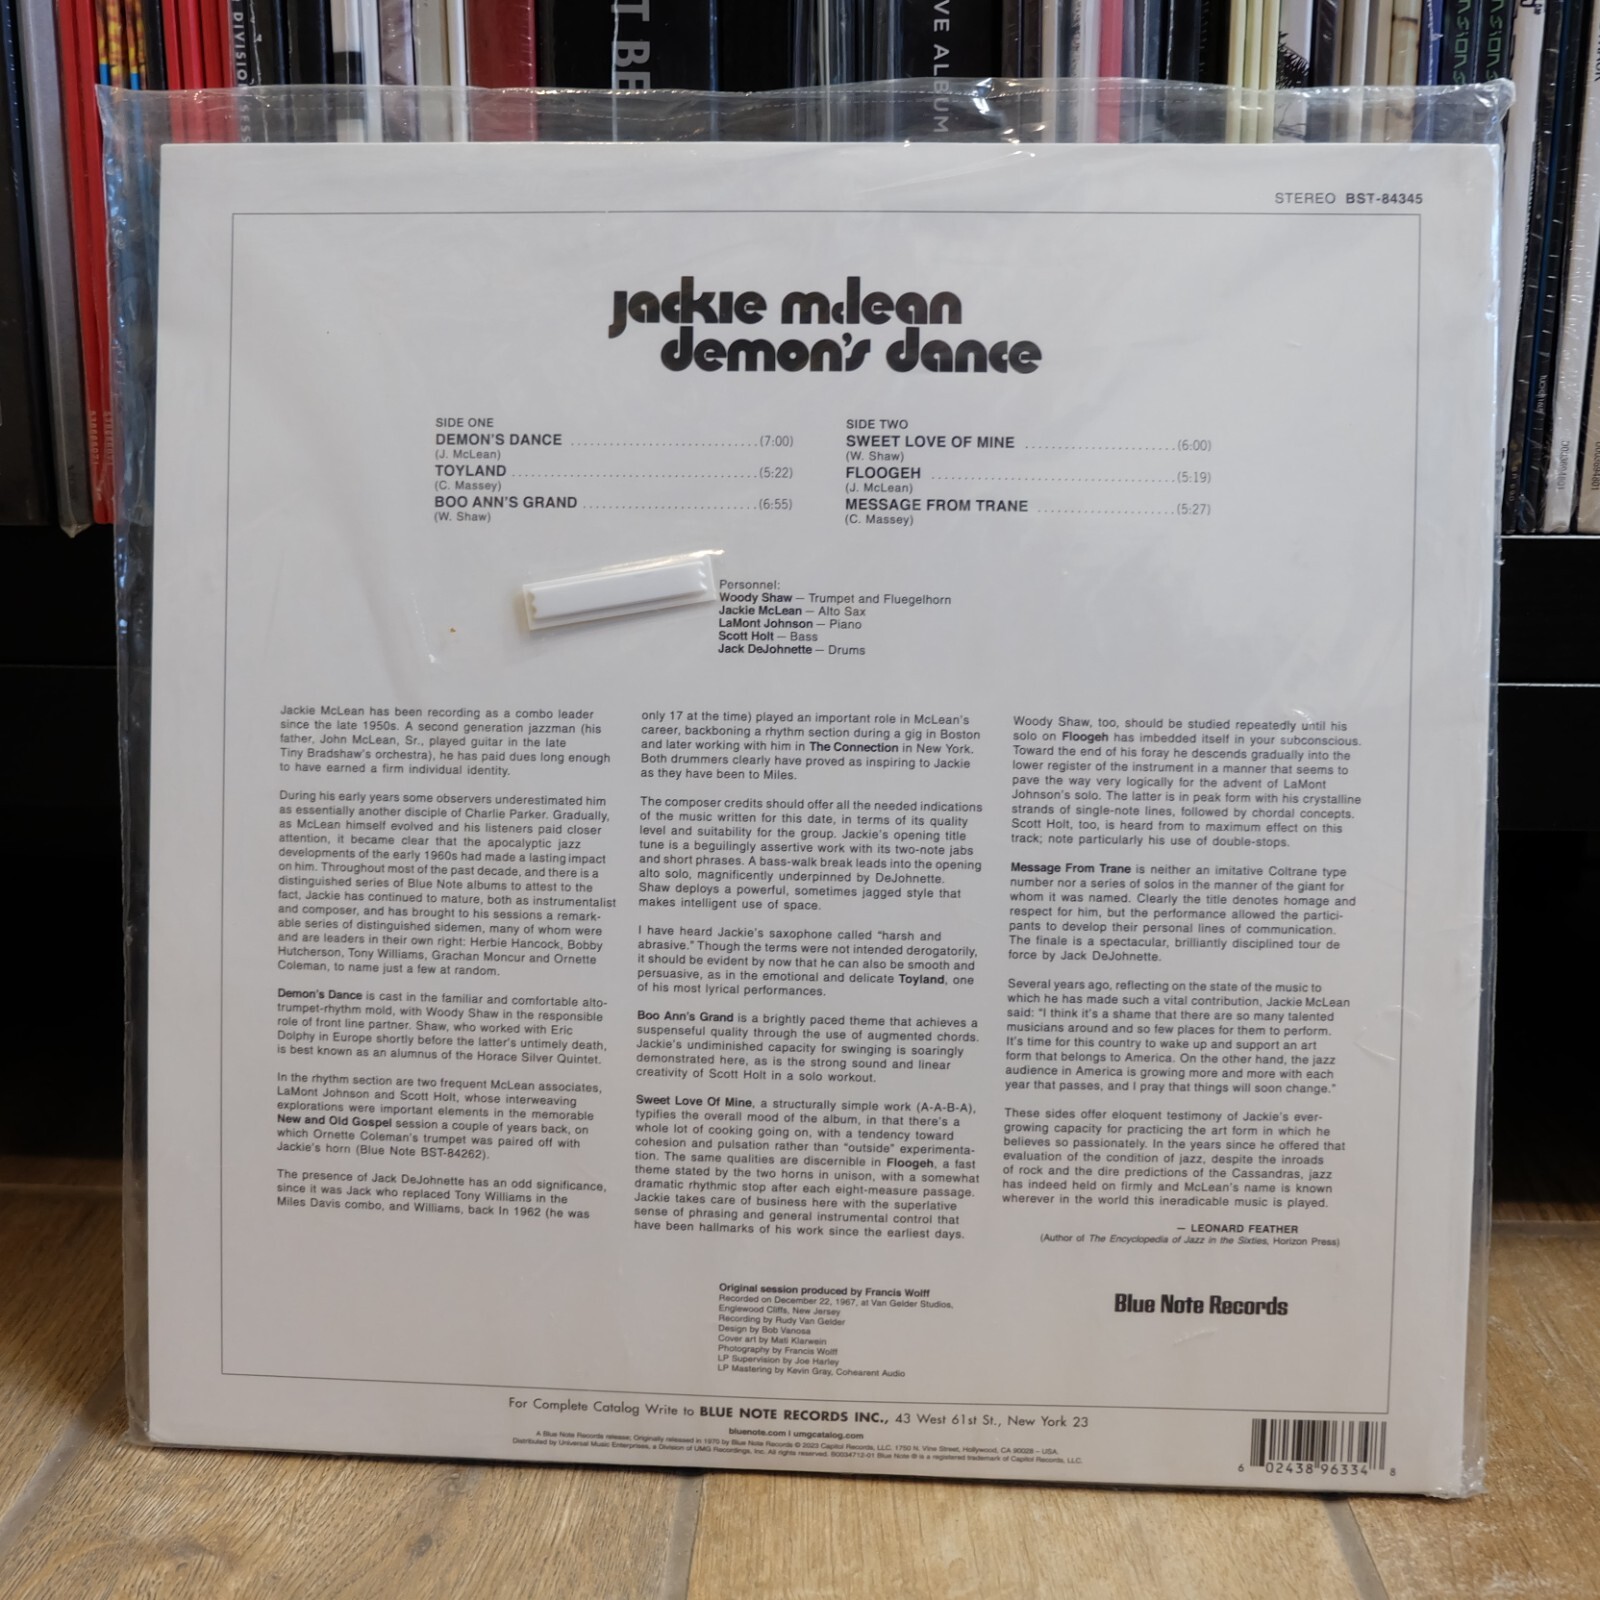 T BE
VE ALBUM
DIVISIO
STEREO BST-84345
jackie mclean
demon's dance
SIDE ONE
DEMON'S DANCE ........................(7:00)
(J. McLean)
TOYLAND ........................(5:22)
(C. Massey)
BOO ANN'S GRAND ........................(6:55)
(W. Shaw)
SIDE TWO
SWEET LOVE OF MINE ........................(6:00)
(W. Shaw)
FLOOGEH ........................(5:19)
(J. McLean)
MESSAGE FROM TRANE ........................(5:27)
(C. Massey)
Personnel:
Woody Shaw – Trumpet and Fluegelhorn
Jackie McLean – Alto Sax
LaMont Johnson – Piano
Scott Holt – Bass
Jack DeJohnette – Drums
Jackie McLean has been recording as a combo leader
since the late 1950s. A second generation jazzman (his
father, John McLean, Sr., played guitar in the late
Tiny Bradshaw's orchestra), he has paid dues long enough
to have earned a firm individual identity.
During his early years some observers underestimated him
as essentially another disciple of Charlie Parker. Gradually,
as McLean himself evolved and his listeners paid closer
attention, it became clear that the apocalyptic jazz
developments of the early 1960s had made a lasting impact
on him. Throughout most of the past decade, and there is a
distinguished series of Blue Note albums to attest to the
fact, Jackie has continued to mature, both as instrumentalist
and composer, and has brought to his sessions a remark-
able series of distinguished sidemen, many of whom were
and are leaders in their own right: Herbie Hancock, Bobby
Hutcherson, Tony Williams, Grachan Moncur and Ornette
Coleman, to name just a few at random.
Demon's Dance is cast in the familiar and comfortable alto-
trumpet-rhythm mold, with Woody Shaw in the responsible
role of front line partner. Shaw, who worked with Eric
Dolphy in Europe shortly before the latter's untimely death,
is best known as an alumnus of the Horace Silver Quintet.
In the rhythm section are two frequent McLean associates,
LaMont Johnson and Scott Holt, whose interweaving
explorations were important elements in the memorable
New and Old Gospel session a couple of years back, on
which Ornette Coleman's trumpet was paired off with
Jackie's horn (Blue Note BST-84262).
The presence of Jack DeJohnette has an odd significance,
since it was Jack who replaced Tony Williams in the
Miles Davis combo, and Williams, back In 1962 (he was
only 17 at the time) played an important role in McLean's
career, backboning a rhythm section during a gig in Boston
and later working with him in The Connection in New York.
Both drummers clearly have proved as inspiring to Jackie
as they have been to Miles.
The composer credits should offer all the needed indications
of the music written for this date, in terms of its quality
level and suitability for the group. Jackie's opening title
tune is a beguilingly assertive work with its two-note jabs
and short phrases. A bass-walk break leads into the opening
alto solo, magnificently underpinned by DeJohnette.
Shaw deploys a powerful, sometimes jagged style that
makes intelligent use of space.
I have heard Jackie's saxophone called "harsh and
abrasive." Though the terms were not intended derogatorily,
it should be evident by now that he can also be smooth and
persuasive, as in the emotional and delicate Toyland, one
of his most lyrical performances.
Boo Ann's Grand is a brightly paced theme that achieves a
suspenseful quality through the use of augmented chords.
Jackie's undiminished capacity for swinging is soaringly
demonstrated here, as is the strong sound and linear
creativity of Scott Holt in a solo workout.
Sweet Love Of Mine, a structurally simple work (A-A-B-A),
typifies the overall mood of the album, in that there's a
whole lot of cooking going on, with a tendency toward
cohesion and pulsation rather than "outside" experimenta-
tion. The same qualities are discernible in Floogeh, a fast
theme stated by the two horns in unison, with a somewhat
dramatic rhythmic stop after each eight-measure passage.
Jackie takes care of business here with the superlative
sense of phrasing and general instrumental control that
have been hallmarks of his work since the earliest days.
Woody Shaw, too, should be studied repeatedly until his
solo on Floogeh has imbedded itself in your subconscious.
Toward the end of his foray he descends gradually into the
lower register of the instrument in a manner that seems to
pave the way very logically for the advent of LaMont
Johnson's solo. The latter is in peak form with his crystalline
strands of single-note lines, followed by chordal concepts.
Scott Holt, too, is heard from to maximum effect on this
track; note particularly his use of double-stops.
Message From Trane is neither an imitative Coltrane type
number nor a series of solos in the manner of the giant for
whom it was named. Clearly the title denotes homage and
respect for him, but the performance allowed the partici-
pants to develop their personal lines of communication.
The finale is a spectacular, brilliantly disciplined tour de
force by Jack DeJohnette.
Several years ago, reflecting on the state of the music to
which he has made such a vital contribution, Jackie McLean
said: "I think it's a shame that there are so many talented
musicians around and so few places for them to perform.
It's time for this country to wake up and support an art
form that belongs to America. On the other hand, the jazz
audience in America is growing more and more with each
year that passes, and I pray that things will soon change."
These sides offer eloquent testimony of Jackie's ever-
growing capacity for practicing the art form in which he
believes so passionately. In the years since he offered that
evaluation of the condition of jazz, despite the inroads
of rock and the dire predictions of the Cassandras, jazz
has indeed held on firmly and McLean's name is known
wherever in the world this ineradicable music is played.
– LEONARD FEATHER
(Author of The Encyclopedia of Jazz in the Sixties, Horizon Press)
Original session produced by Francis Wolff
Recorded on December 22, 1967, at Van Gelder Studios,
Englewood Cliffs, New Jersey
Recording by Rudy Van Gelder
Design by Bob Venosa
Cover art by Mati Klarwein
Photography by Francis Wolff
LP Supervision by Joe Harley
LP Mastering by Kevin Gray, Cohearent Audio
Blue Note Records
For Complete Catalog Write to BLUE NOTE RECORDS INC., 43 West 61st St., New York 23
bluenote.com | umgcatalog.com
A Blue Note Records release; Originally released in 1970 by Blue Note Records © 2023 Capitol Records, LLC. 1750 N. Vine Street, Hollywood, CA 90028 – USA.
Distributed by Universal Music Enterprises, a Division of UMG Recordings, Inc. All rights reserved. B0034712-01 Blue Note ® is a registered trademark of Capitol Records, LLC.
6 02438 96334 8